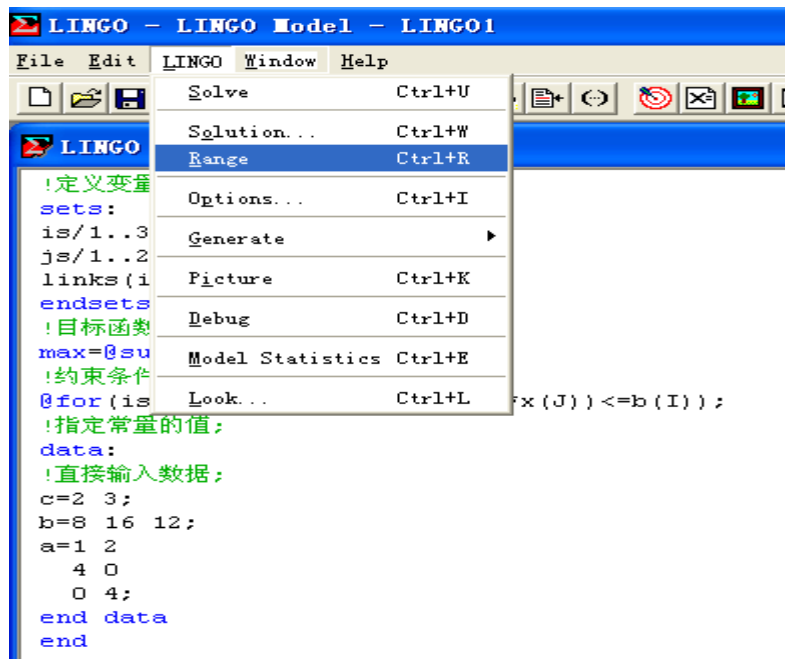 LINGO - LINGO Model - LINGO1
File Edit LINGO Window Help
Solve Ctrl+U
Solution... Ctrl+W
Range Ctrl+R
Options... Ctrl+I
Generate
Picture Ctrl+K
Debug Ctrl+D
Model Statistics Ctrl+E
Look... Ctrl+L
LINGO
!定义变量
sets:
is/1..3
js/1..2
links(i
endsets
!目标函数
max=@su
!约束条件
@for(is *x(J))<=b(I));
!指定常量的值;
data:
!直接输入数据;
c=2 3;
b=8 16 12;
a=1 2
4 0
0 4;
end data
end